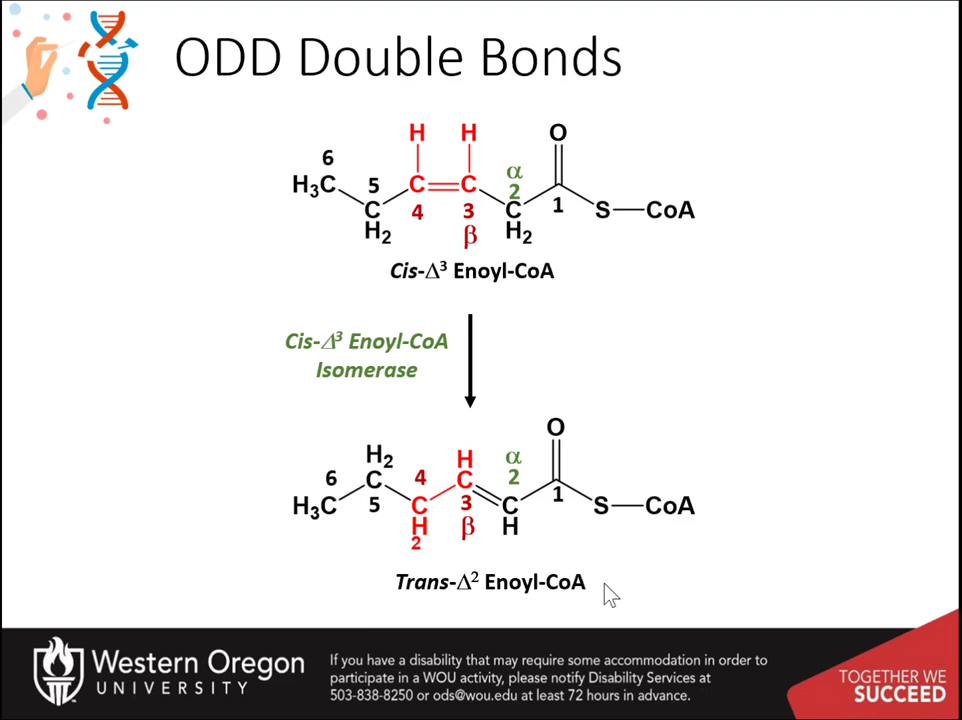 ODD Double Bonds
H H O
6 α
H₃C 5 C C 2 1 S CoA
C 4 3 C
H₂ β H₂
Cis-Δ³ Enoyl-CoA
Cis-Δ³ Enoyl-CoA
Isomerase
O
H₂ H α
6 C 4 C 2 1
H₃C 5 C 3 C S CoA
H β H
2
Trans-Δ² Enoyl-CoA
Western Oregon
UNIVERSITY
If you have a disability that may require some accommodation in order to
participate in a WOU activity, please notify Disability Services at
503-838-8250 or ods@wou.edu at least 72 hours in advance.
TOGETHER WE
SUCCEED